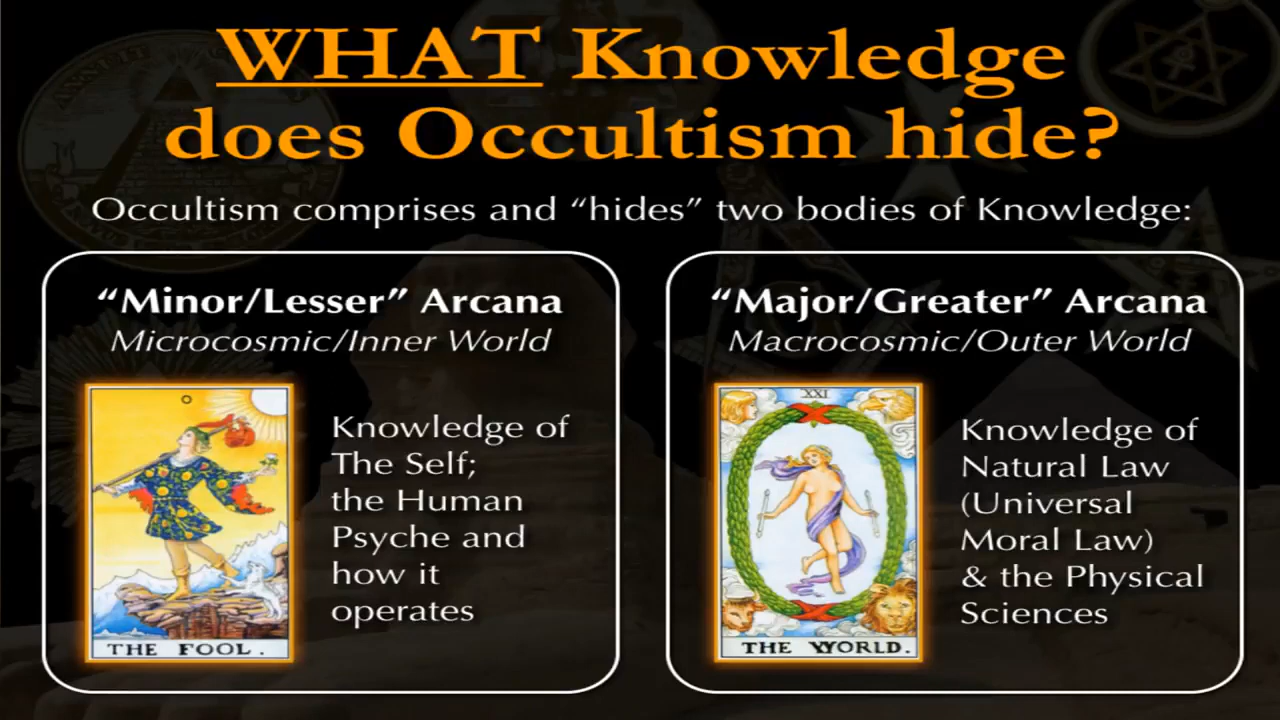 WHAT Knowledge
does Occultism hide?
Occultism comprises and “hides” two bodies of Knowledge:
“Minor/Lesser” Arcana
Microcosmic/Inner World
0
THE FOOL.
Knowledge of
The Self;
the Human
Psyche and
how it
operates
“Major/Greater” Arcana
Macrocosmic/Outer World
XXI
THE WORLD.
Knowledge of
Natural Law
(Universal
Moral Law)
& the Physical
Sciences